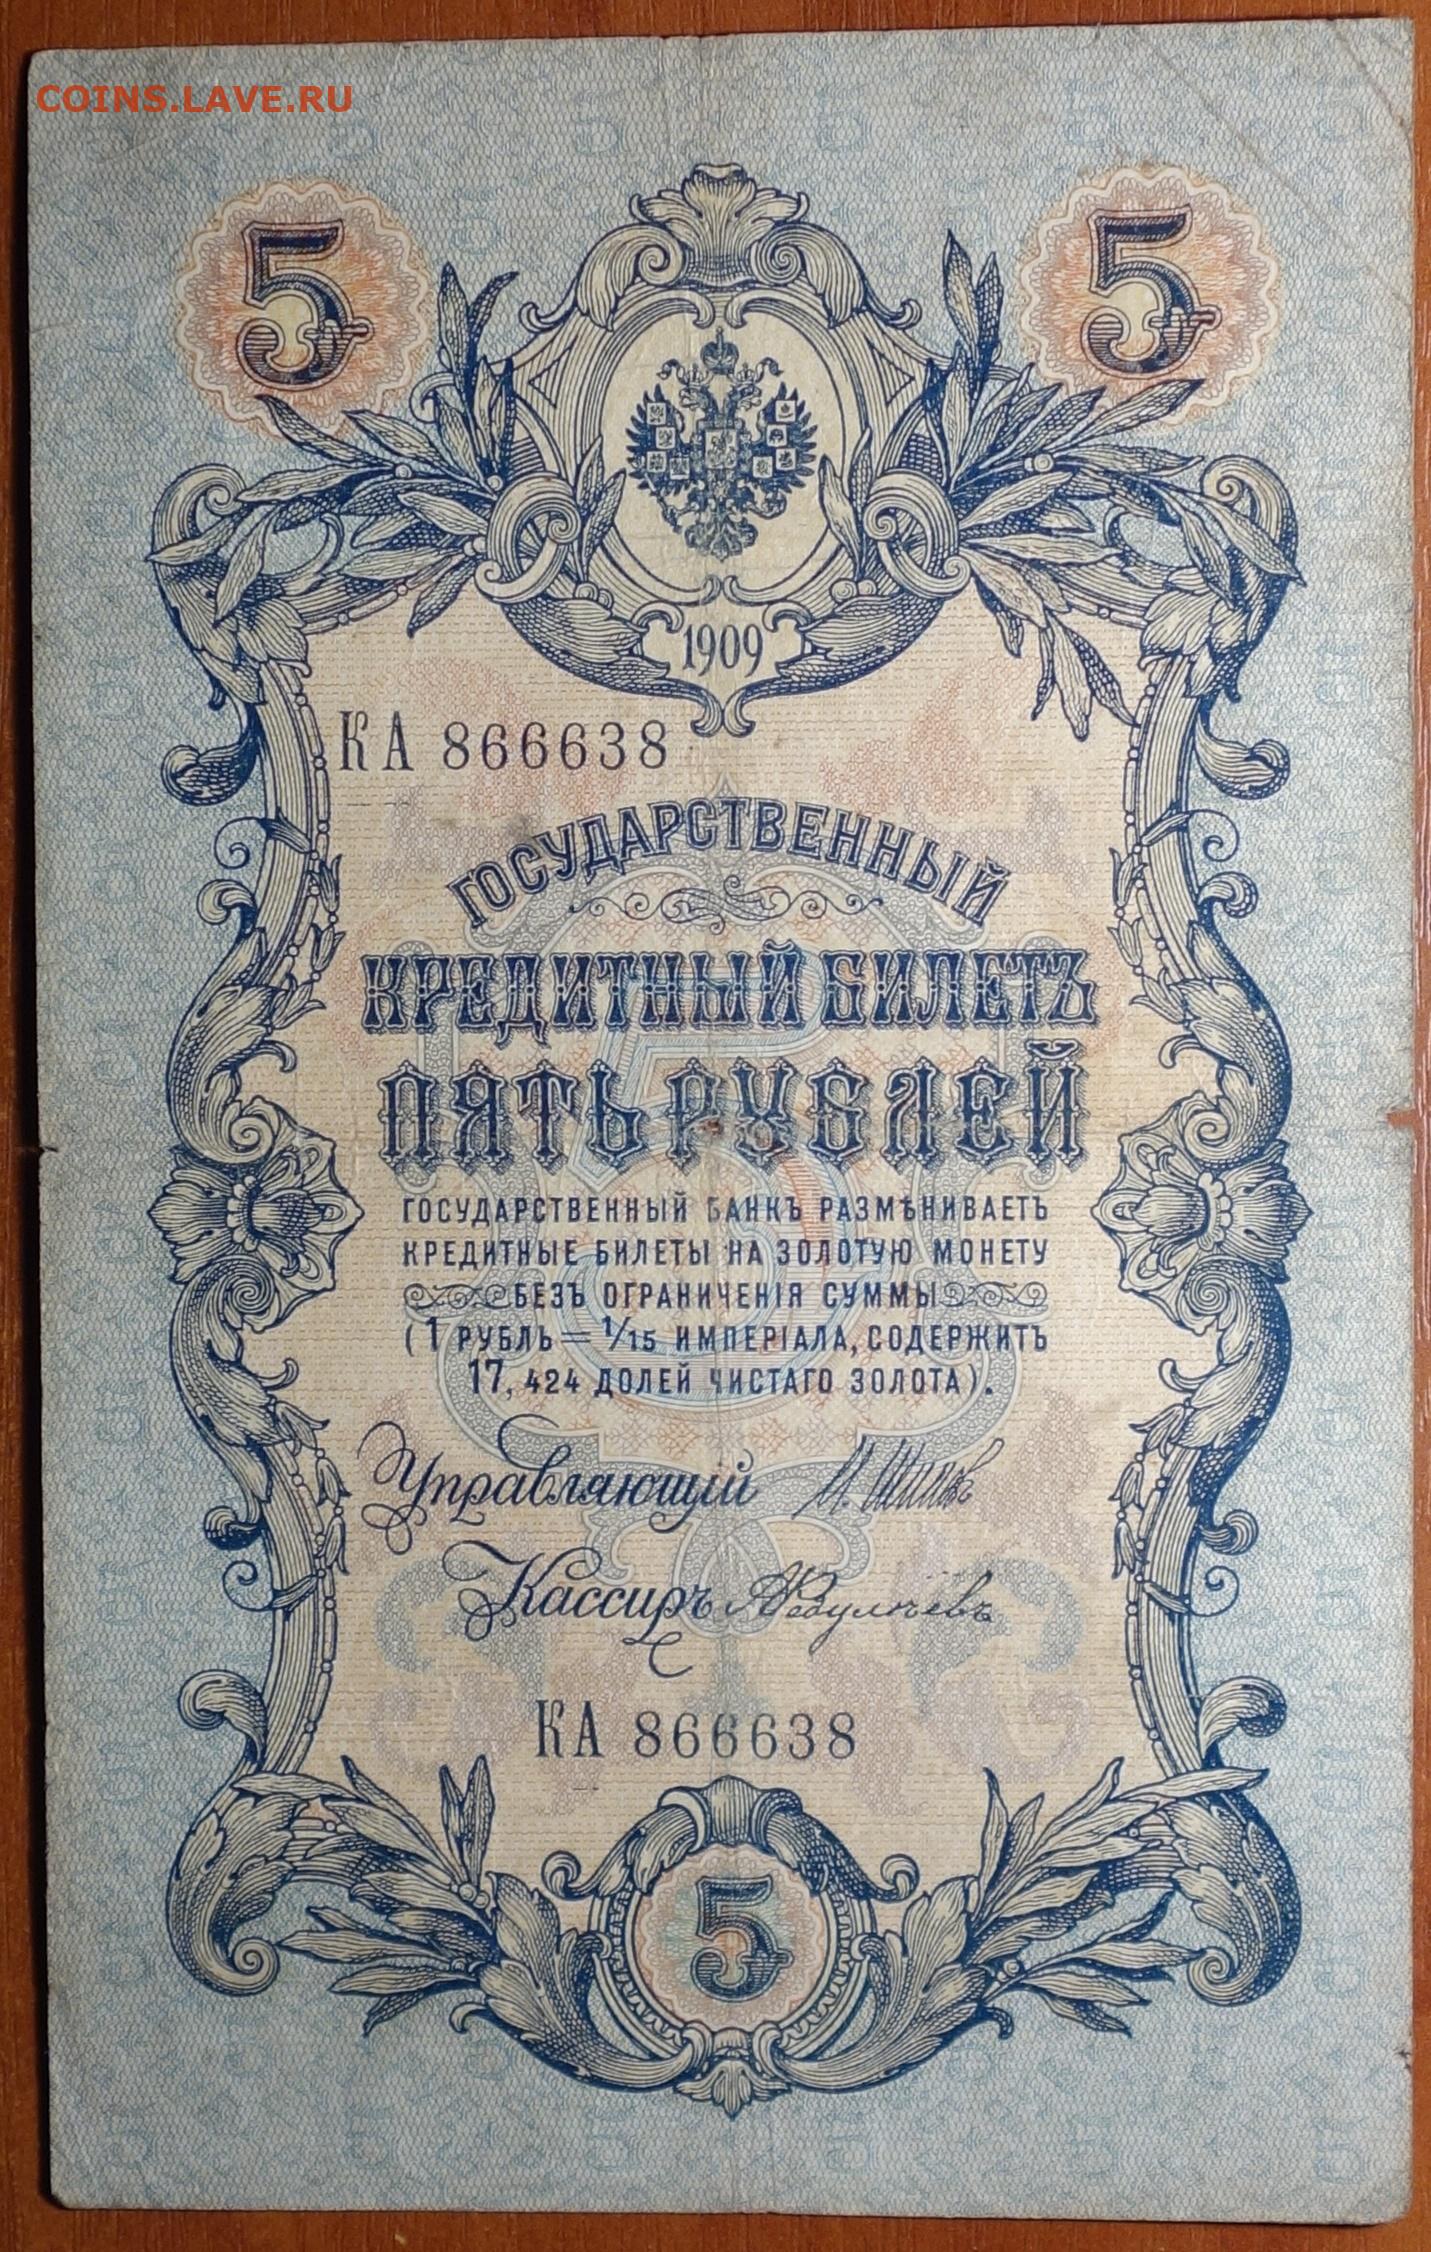 COINS.LAVE.RU
5 5
1909
КА 866638
ГОСУДАРСТВЕННЫЙ
КРЕДИТНЫЙ БИЛЕТЪ
ПЯТЬ РУБЛЕЙ
ГОСУДАРСТВЕННЫЙ БАНКЪ РАЗМѢНИВАЕТЪ
КРЕДИТНЫЕ БИЛЕТЫ НА ЗОЛОТУЮ МОНЕТУ
БЕЗЪ ОГРАНИЧЕНІЯ СУММЫ
(1 РУБЛЬ = 1/15 ИМПЕРІАЛА, СОДЕРЖИТЪ
17,424 ДОЛЕЙ ЧИСТАГО ЗОЛОТА).
Управляющій И. Шипов
Кассиръ
КА 866638
5